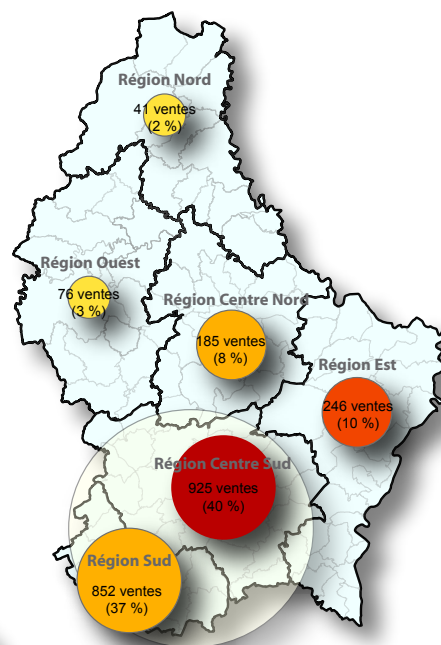 Région Nord
41 ventes
(2 %)
Région Ouest
76 ventes
(3 %)
Région Centre Nord
185 ventes
(8 %)
Région Est
246 ventes
(10 %)
Région Centre Sud
925 ventes
(40 %)
Région Sud
852 ventes
(37 %)